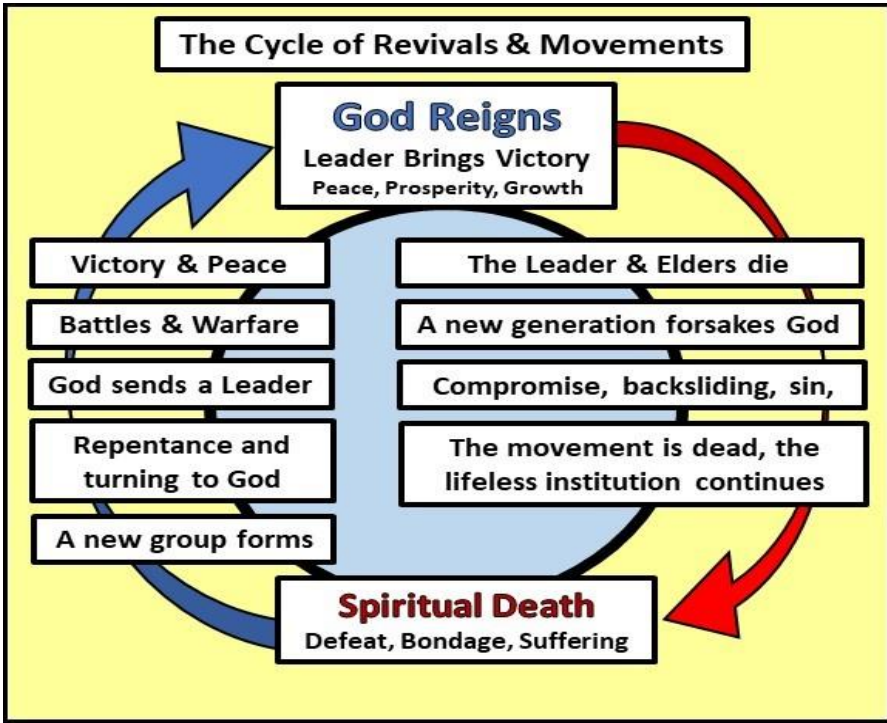 The Cycle of Revivals & Movements
God Reigns
Leader Brings Victory
Peace, Prosperity, Growth
Victory & Peace
Battles & Warfare
God sends a Leader
Repentance and
turning to God
A new group forms
The Leader & Elders die
A new generation forsakes God
Compromise, backsliding, sin,
The movement is dead, the
lifeless institution continues
Spiritual Death
Defeat, Bondage, Suffering